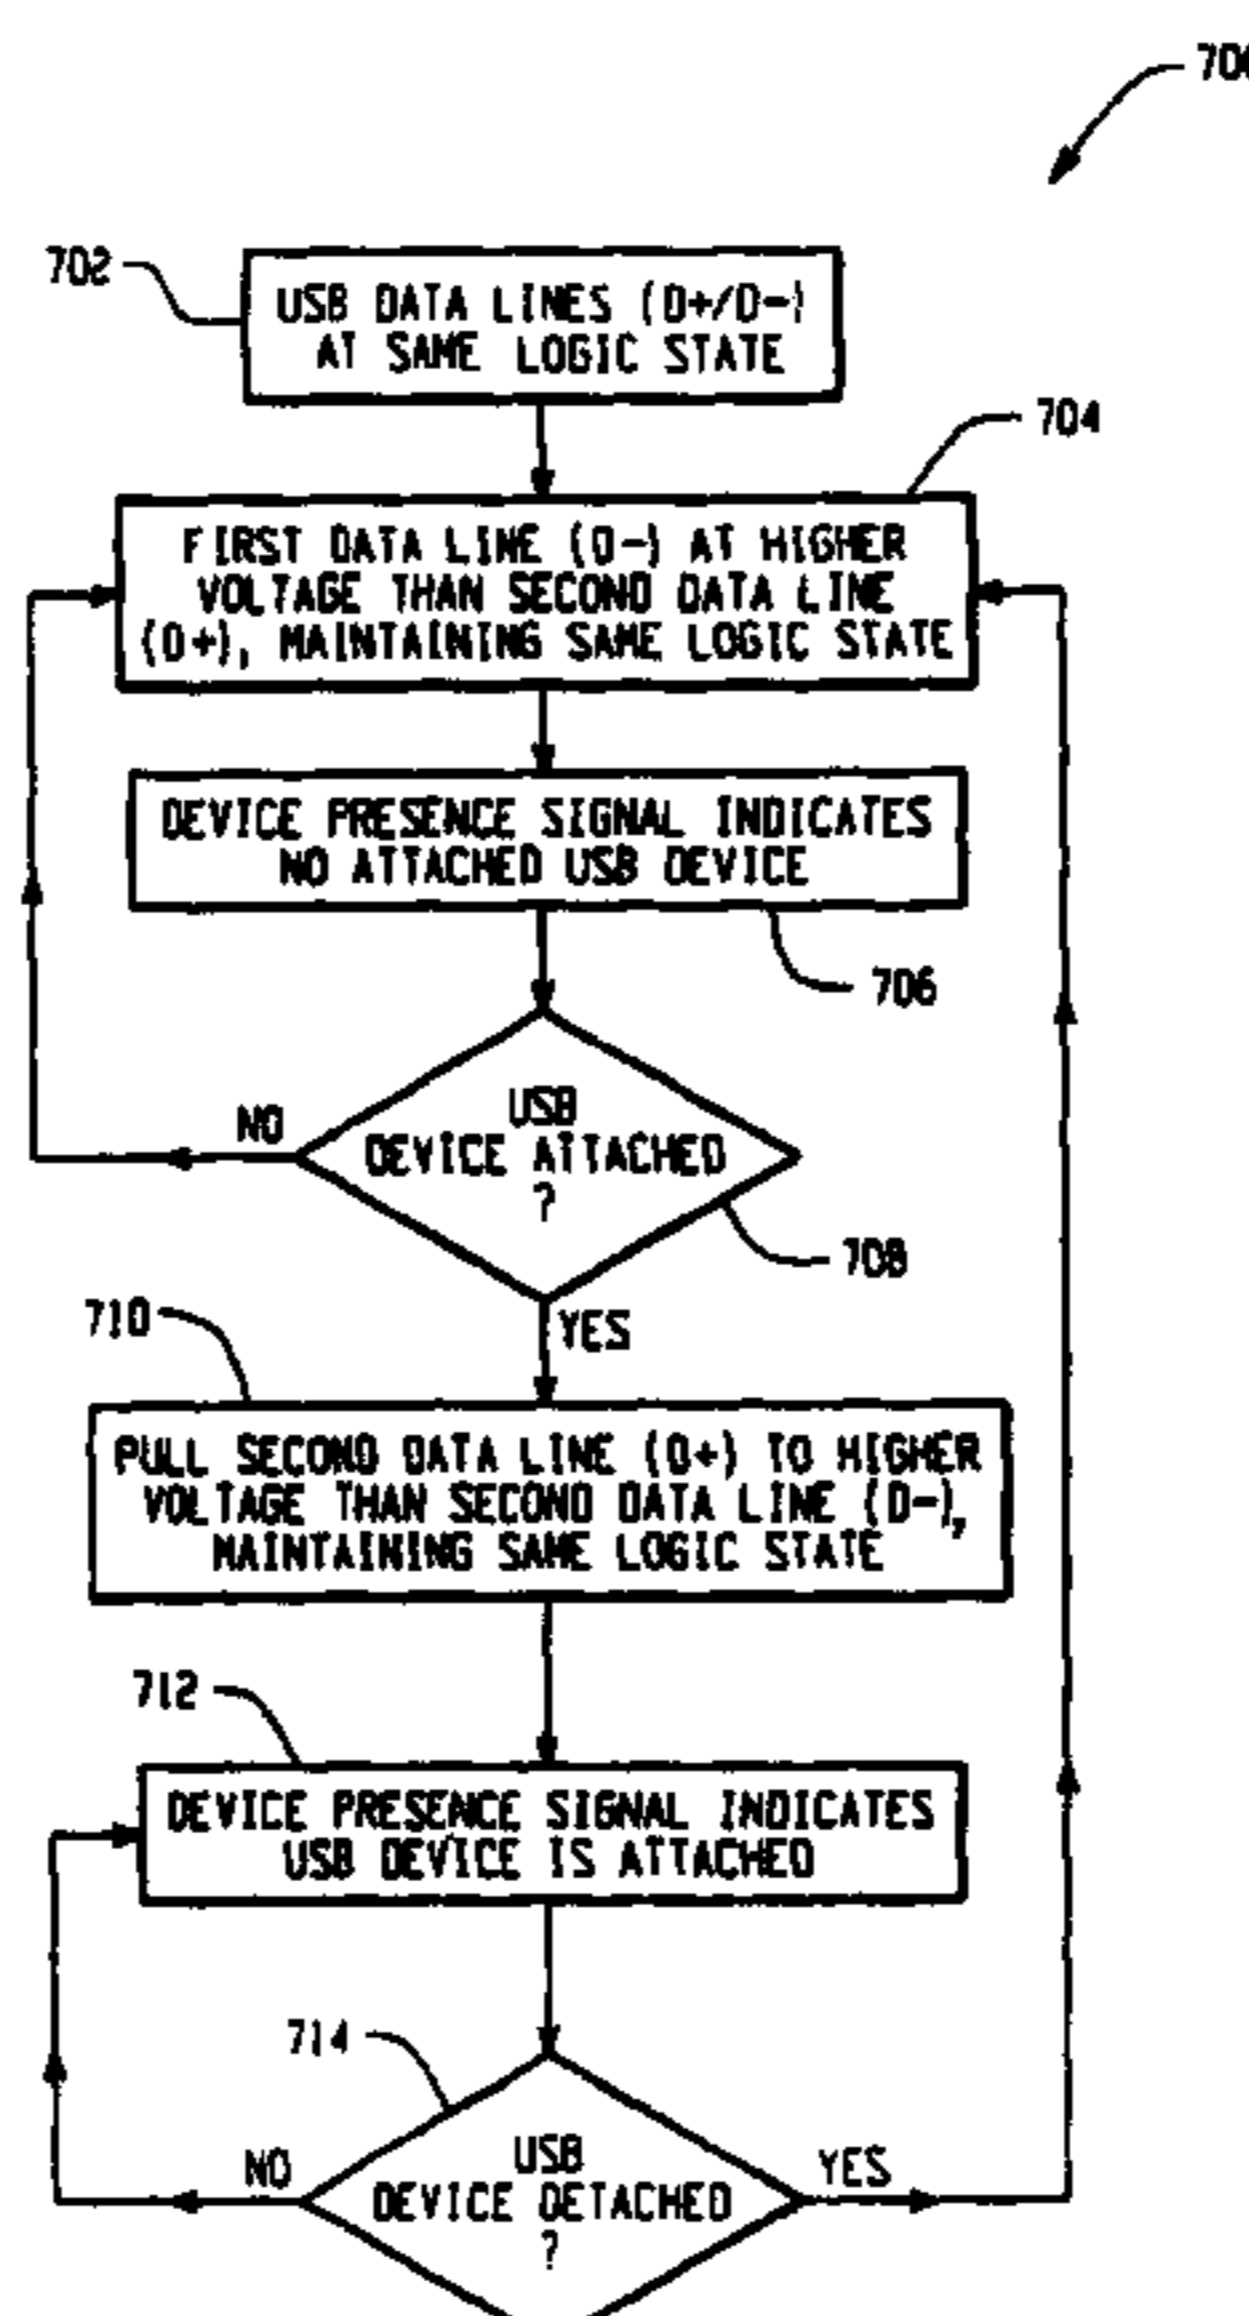 700
702
USB DATA LINES (D+/D-)
AT SAME LOGIC STATE
704
FIRST DATA LINE (D-) AT HIGHER
VOLTAGE THAN SECOND DATA LINE
(D+), MAINTAINING SAME LOGIC STATE
DEVICE PRESENCE SIGNAL INDICATES
NO ATTACHED USB DEVICE
706
USB
DEVICE ATTACHED
?
NO
708
YES
710
PULL SECOND DATA LINE (D+) TO HIGHER
VOLTAGE THAN SECOND DATA LINE (D-),
MAINTAINING SAME LOGIC STATE
712
DEVICE PRESENCE SIGNAL INDICATES
USB DEVICE IS ATTACHED
714
USB
DEVICE DETACHED
?
NO
YES